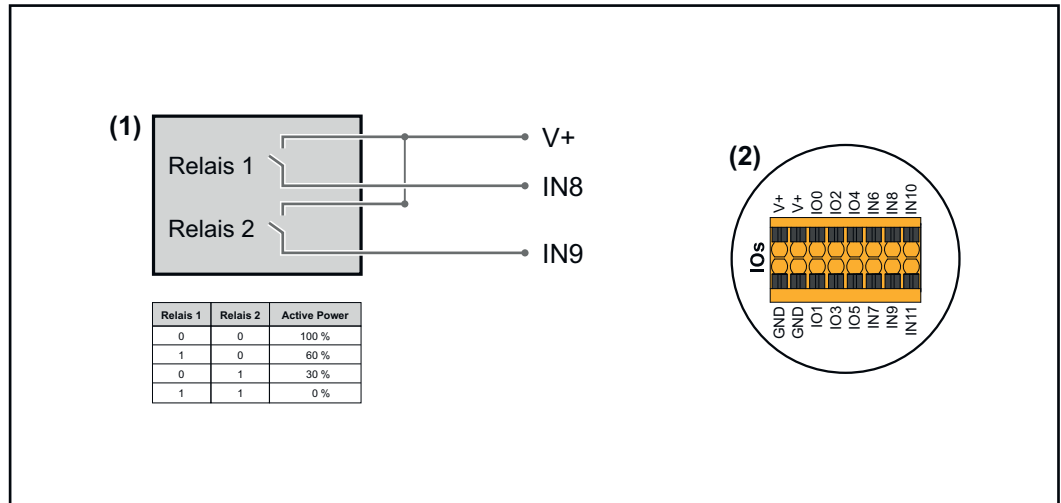 (1)
Relais 1
Relais 2
V+
IN8
IN9
Relais 1 Relais 2 Active Power
0 0 100 %
1 0 60 %
0 1 30 %
1 1 0 %
(2)
IOs
V+ V+ IO0 IO2 IO4 IN6 IN8 IN10
GND GND IO1 IO3 IO5 IN7 IN9 IN11